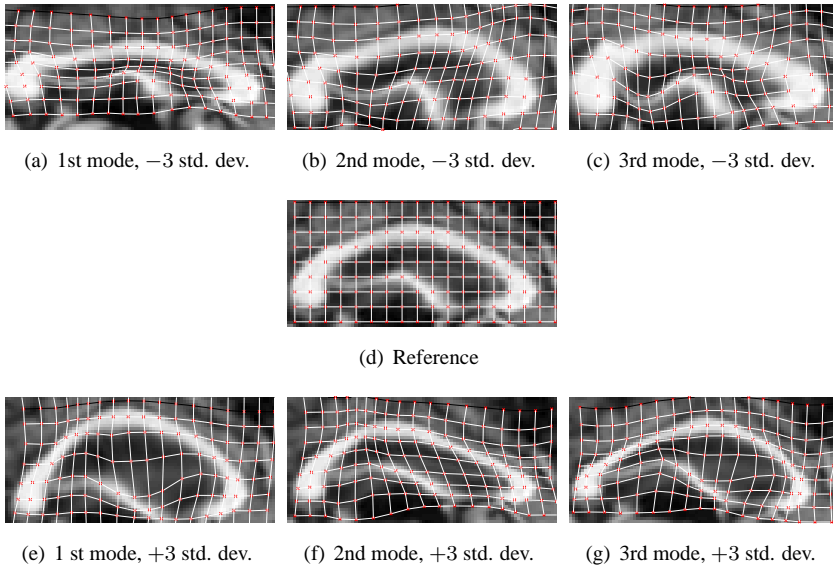 (a) 1st mode, −3 std. dev.
(b) 2nd mode, −3 std. dev.
(c) 3rd mode, −3 std. dev.
(d) Reference
(e) 1 st mode, +3 std. dev.
(f) 2nd mode, +3 std. dev.
(g) 3rd mode, +3 std. dev.